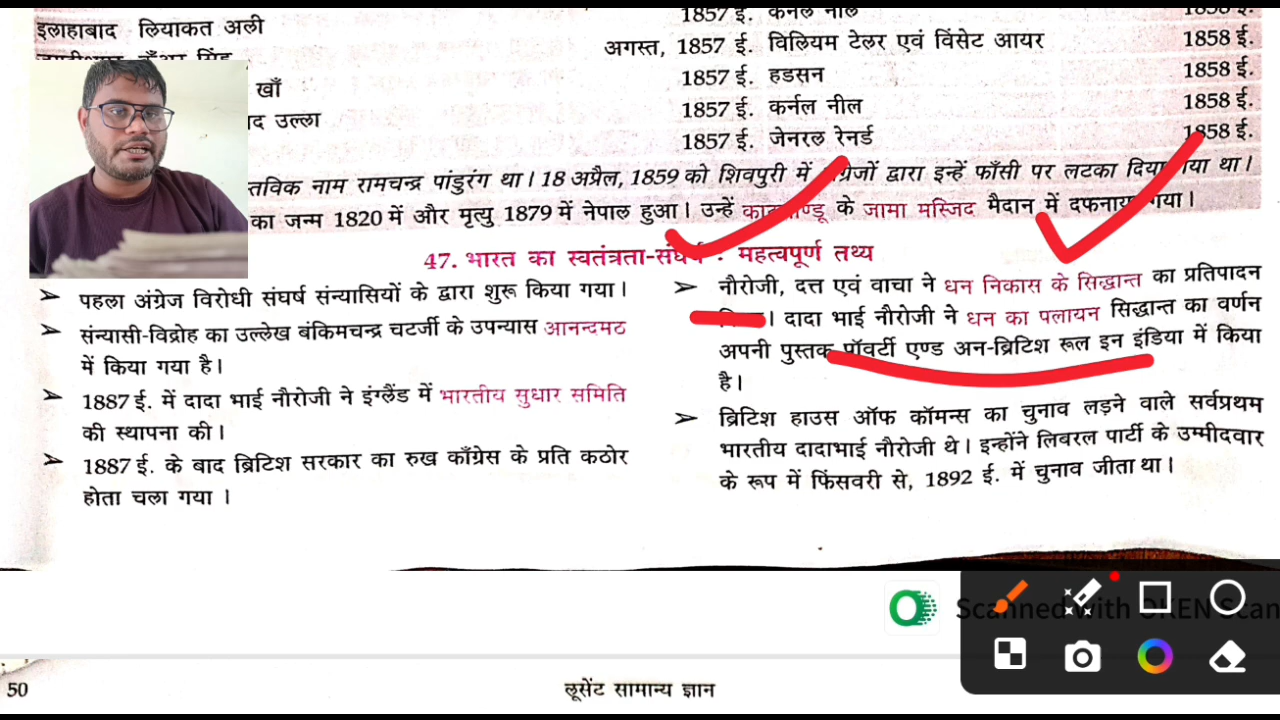 इलाहाबाद लियाकत अली 1857 ई. कर्नल नील 1858 ई.
अगस्त, 1857 ई. विलियम टेलर एवं विंसेट आयर 1858 ई.
खाँ 1857 ई. हडसन 1858 ई.
उल्ला 1857 ई. कर्नल नील 1858 ई.
1857 ई. जेनरल रेनर्ड 1858 ई.
नाम रामचन्द्र पांडुरंग था। 18 अप्रैल, 1859 को शिवपुरी में द्वारा इन्हें फाँसी पर लटका दिया गया था।
का जन्म 1820 में और मृत्यु 1879 में नेपाल हुआ। उन्हें के जामा मस्जिद मैदान में दफनाया गया।
47. भारत का स्वतंत्रता-संघर्ष : महत्वपूर्ण तथ्य
➤ पहला अंग्रेज विरोधी संघर्ष संन्यासियों के द्वारा शुरू किया गया।
➤ संन्यासी-विद्रोह का उल्लेख बंकिमचन्द्र चटर्जी के उपन्यास आनन्दमठ
में किया गया है।
➤ 1887 ई. में दादा भाई नौरोजी ने इंग्लैंड में भारतीय सुधार समिति
की स्थापना की।
➤ 1887 ई. के बाद ब्रिटिश सरकार का रुख काँग्रेस के प्रति कठोर
होता चला गया ।
➤ नौरोजी, दत्त एवं वाचा ने धन निकास के सिद्धान्त का प्रतिपादन
। दादा भाई नौरोजी ने धन का पलायन सिद्धान्त का वर्णन
अपनी पुस्तक पॉवर्टी एण्ड अन-ब्रिटिश रूल इन इंडिया में किया
है।
➤ ब्रिटिश हाउस ऑफ कॉमन्स का चुनाव लड़ने वाले सर्वप्रथम
भारतीय दादाभाई नौरोजी थे। इन्होंने लिबरल पार्टी के उम्मीदवार
के रूप में फिंसवरी से, 1892 ई. में चुनाव जीता था।
Scanned with OKEN Scan
50 लूसेंट सामान्य ज्ञान